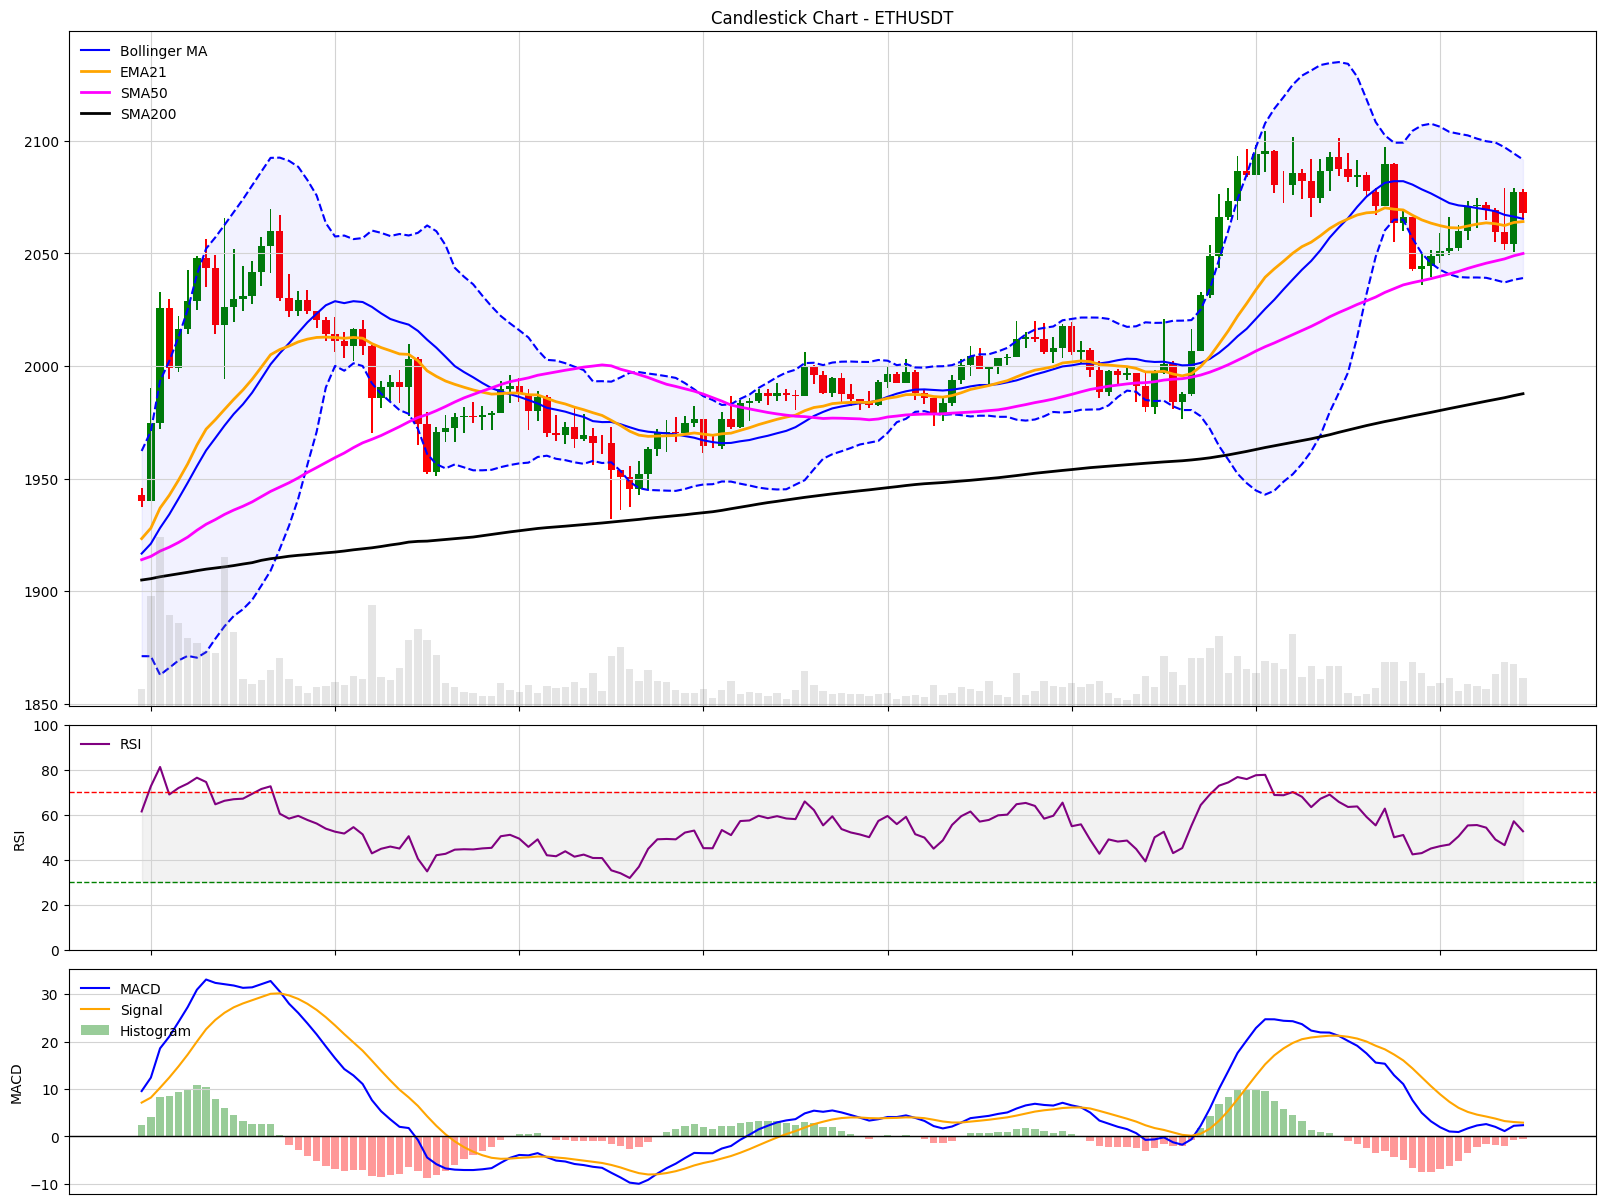 Candlestick Chart - ETHUSDT
Bollinger MA
EMA21
SMA50
SMA200
2100
2050
2000
1950
1900
1850
100
80
60
40
20
0
RSI
RSI
30
20
10
0
−10
MACD
MACD
Signal
Histogram